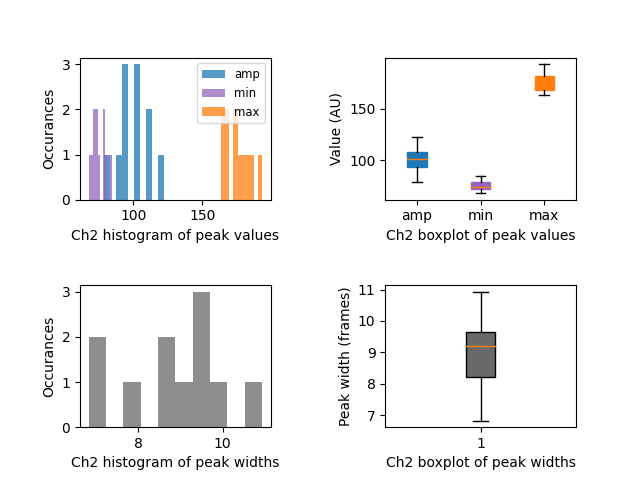 3
2
1
0
Occurances
amp
min
max
100
150
Ch2 histogram of peak values
150
100
Value (AU)
amp
min
max
Ch2 boxplot of peak values
3
2
1
0
Occurances
8
10
Ch2 histogram of peak widths
11
10
9
8
7
Peak width (frames)
1
Ch2 boxplot of peak widths